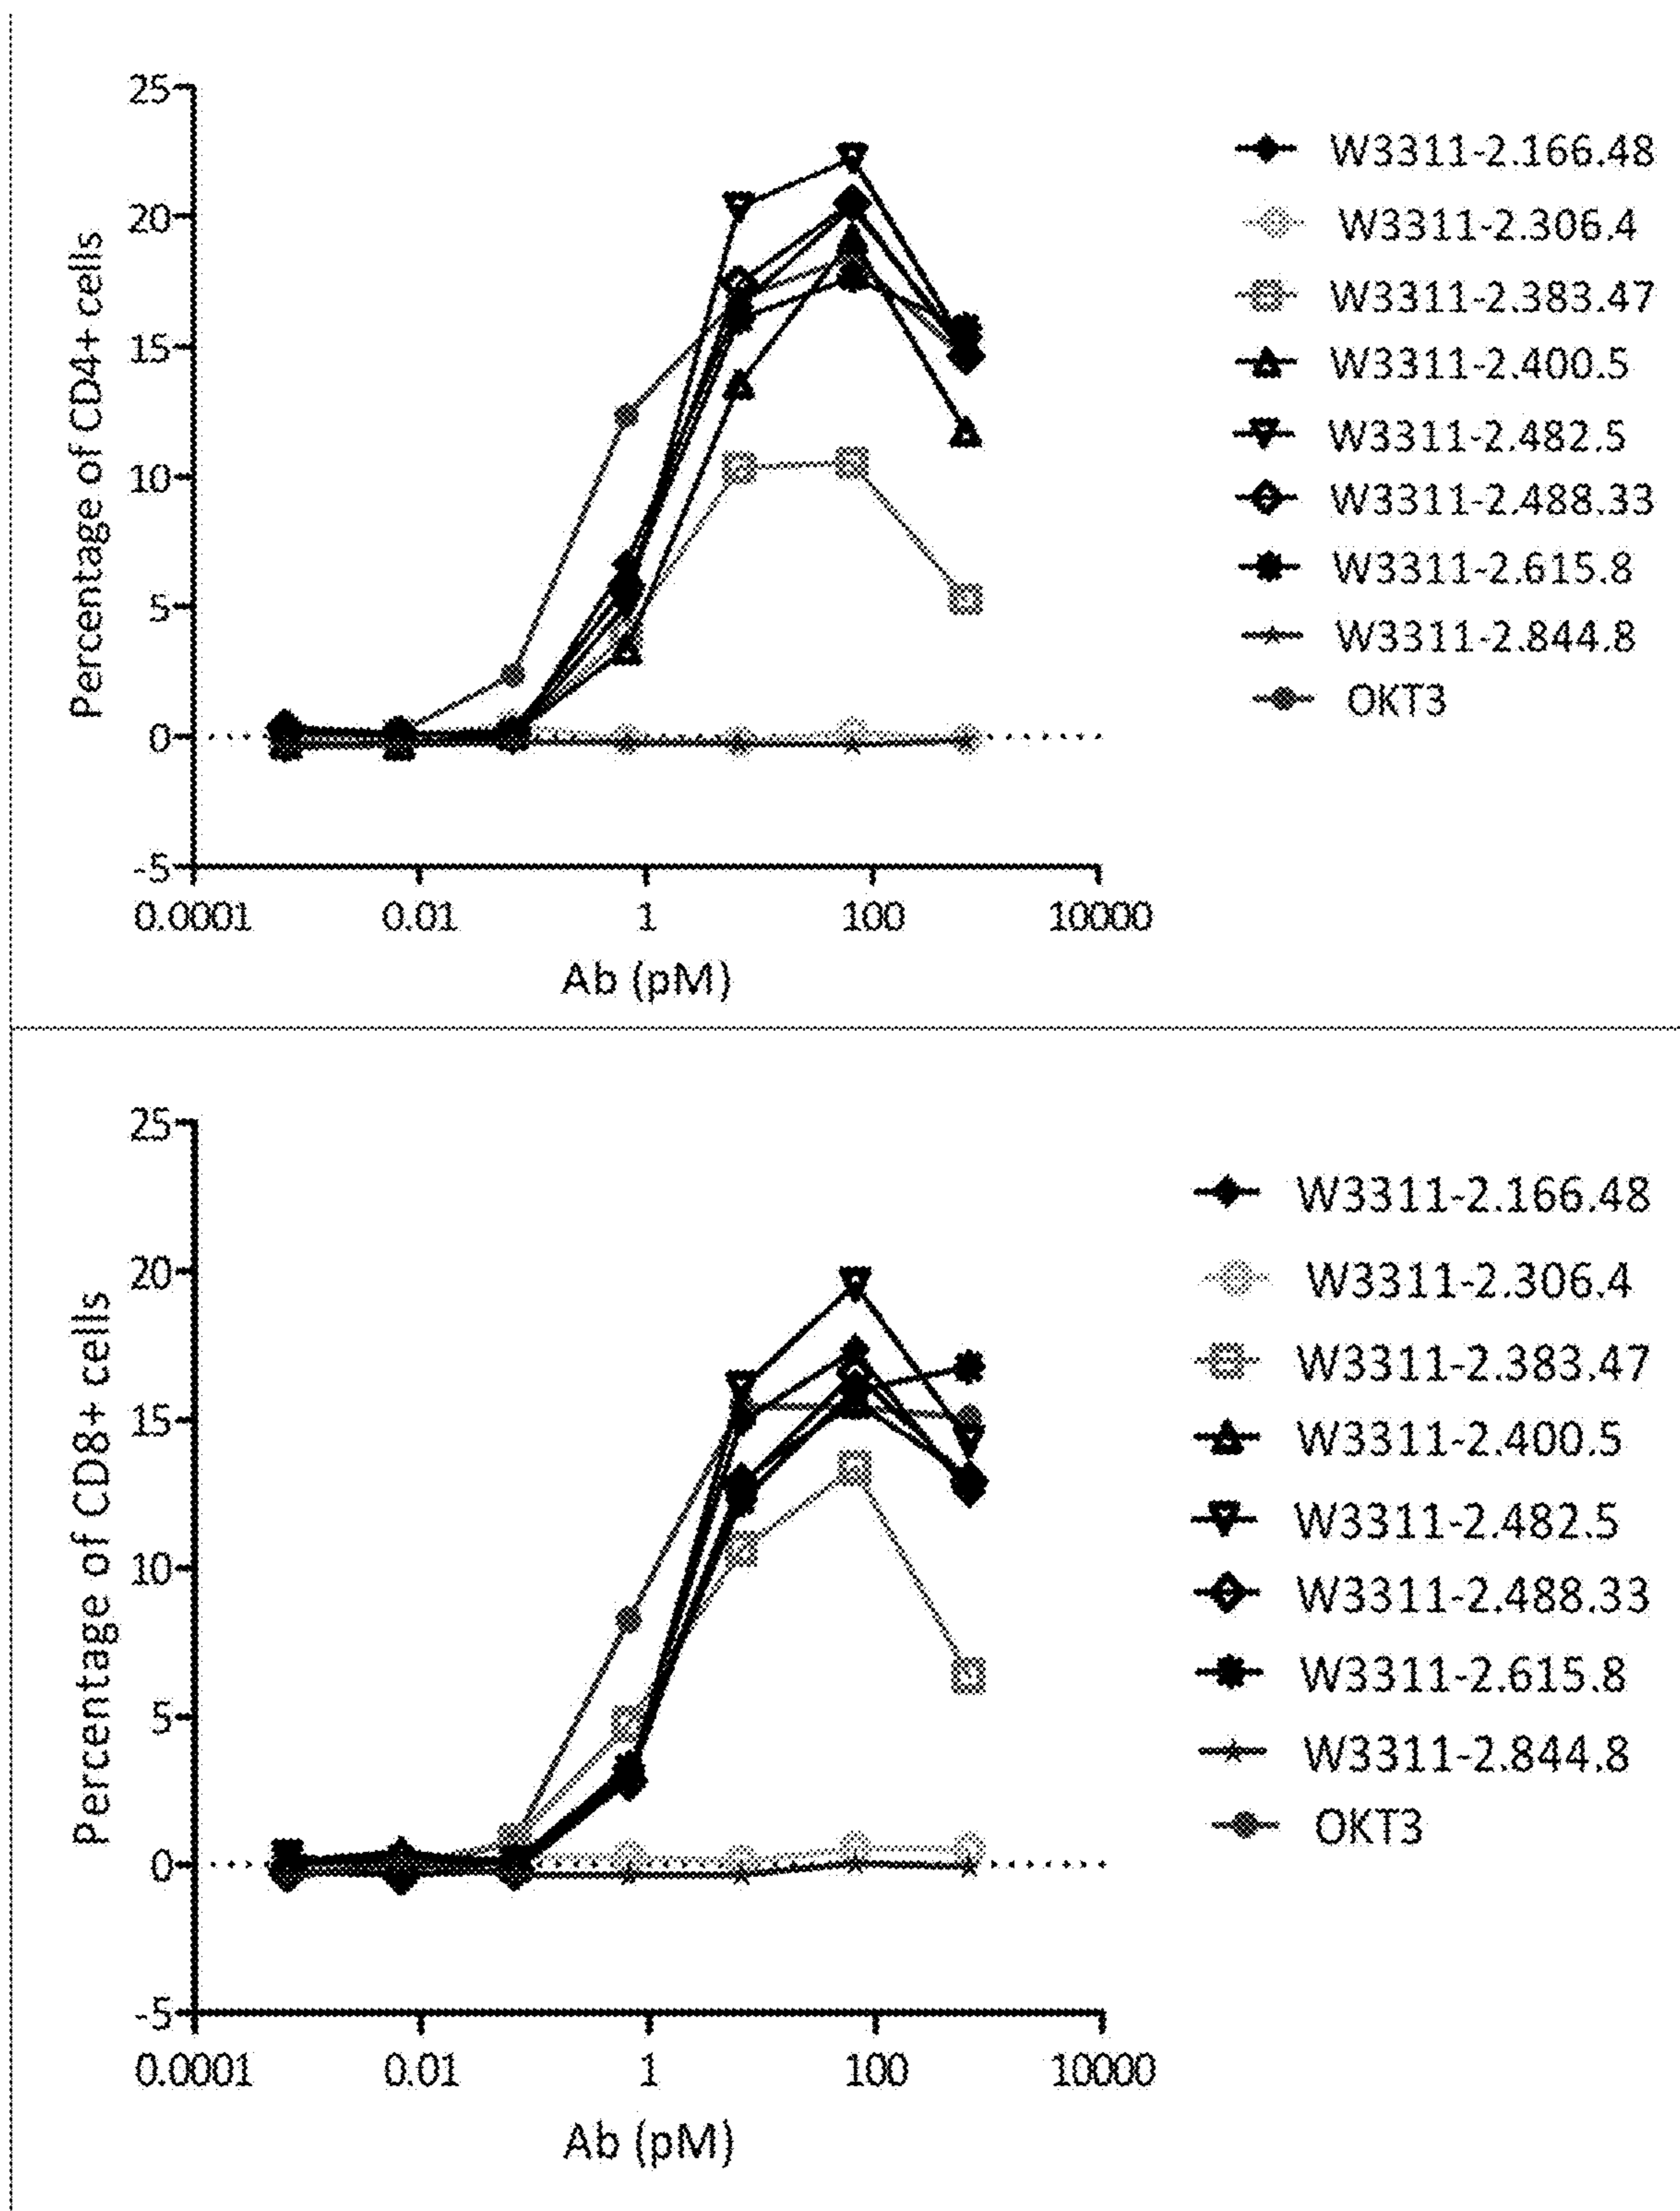 25
20
15
10
5
0
-5
Percentage of CD4+ cells
0.0001 0.01 1 100 10000
Ab (pM)
W3311-2.166.48
W3311-2.306.4
W3311-2.383.47
W3311-2.400.5
W3311-2.482.5
W3311-2.488.33
W3311-2.615.8
W3311-2.844.8
OKT3
25
20
15
10
5
0
-5
Percentage of CD8+ cells
0.0001 0.01 1 100 10000
Ab (pM)
W3311-2.166.48
W3311-2.306.4
W3311-2.383.47
W3311-2.400.5
W3311-2.482.5
W3311-2.488.33
W3311-2.615.8
W3311-2.844.8
OKT3